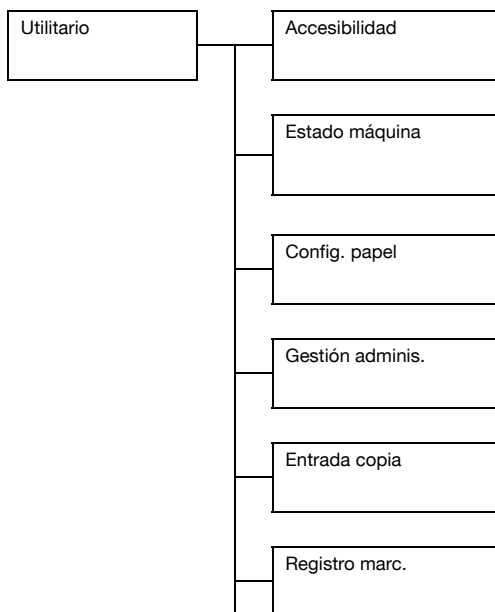 Utilitario
Accesibilidad
Estado máquina
Config. papel
Gestión adminis.
Entrada copia
Registro marc.